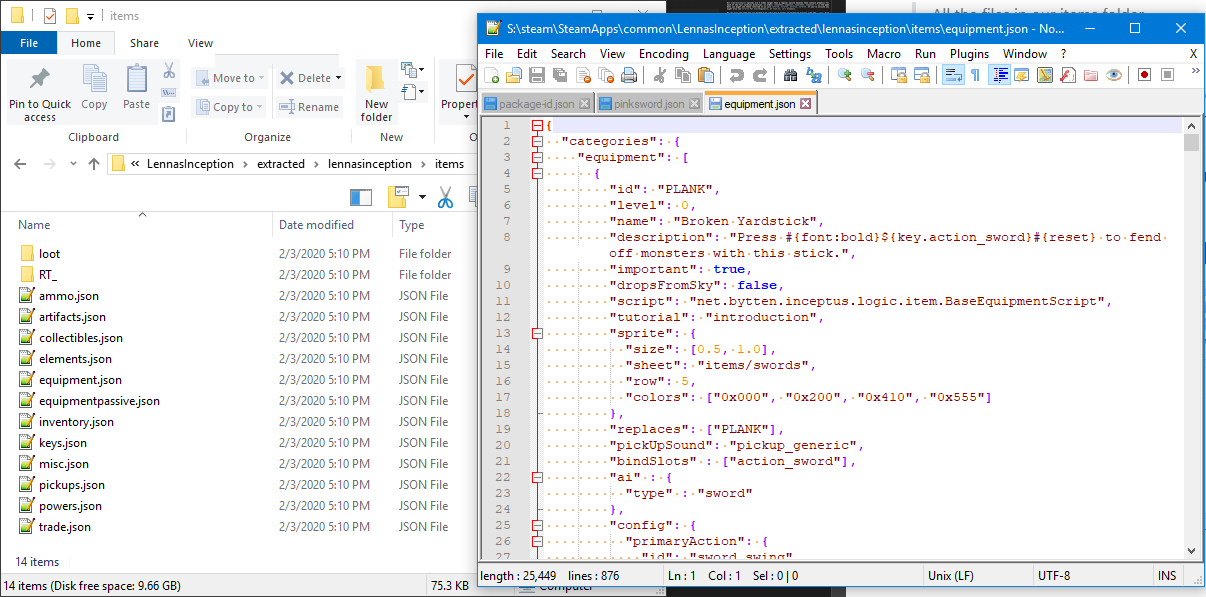 items
File Home Share View
Pin to Quick access
Copy
Paste
Move to
Copy to
Delete
Rename
New folder
Clipboard
Organize
New
« LennasInception > extracted > lennasinception > items
Name Date modified Type
loot 2/3/2020 5:10 PM File folder
RT_ 2/3/2020 5:10 PM File folder
ammo.json 2/3/2020 5:10 PM JSON File
artifacts.json 2/3/2020 5:10 PM JSON File
collectibles.json 2/3/2020 5:10 PM JSON File
elements.json 2/3/2020 5:10 PM JSON File
equipment.json 2/3/2020 5:10 PM JSON File
equipmentpassive.json 2/3/2020 5:10 PM JSON File
inventory.json 2/3/2020 5:10 PM JSON File
keys.json 2/3/2020 5:10 PM JSON File
misc.json 2/3/2020 5:10 PM JSON File
pickups.json 2/3/2020 5:10 PM JSON File
powers.json 2/3/2020 5:10 PM JSON File
trade.json 2/3/2020 5:10 PM JSON File
14 items
14 items (Disk free space: 9.66 GB) 75.3 KB
S:\steam\SteamApps\common\LennasInception\extracted\lennasinception\items\equipment.json - No...
File Edit Search View Encoding Language Settings Tools Macro Run Plugins Window ? X
package-id.json pinksword.json equipment.json
1 {
2 "categories": {
3 "equipment": [
4 {
5 "id": "PLANK",
6 "level": 0,
7 "name": "Broken Yardstick",
8 "description": "Press #{font:bold}${key.action_sword}#{reset} to fend
off monsters with this stick.",
9 "important": true,
10 "dropsFromSky": false,
11 "script": "net.bytten.inceptus.logic.item.BaseEquipmentScript",
12 "tutorial": "introduction",
13 "sprite": {
14 "size": [0.5, 1.0],
15 "sheet": "items/swords",
16 "row": 5,
17 "colors": ["0x000", "0x200", "0x410", "0x555"]
18 },
19 "replaces": ["PLANK"],
20 "pickUpSound": "pickup_generic",
21 "bindSlots" : ["action_sword"],
22 "ai" : {
23 "type" : "sword"
24 },
25 "config": {
26 "primaryAction": {
27 "id": "sword_swing"
length : 25,449 lines : 876 Ln : 1 Col : 1 Sel : 0 | 0 Unix (LF) UTF-8 INS